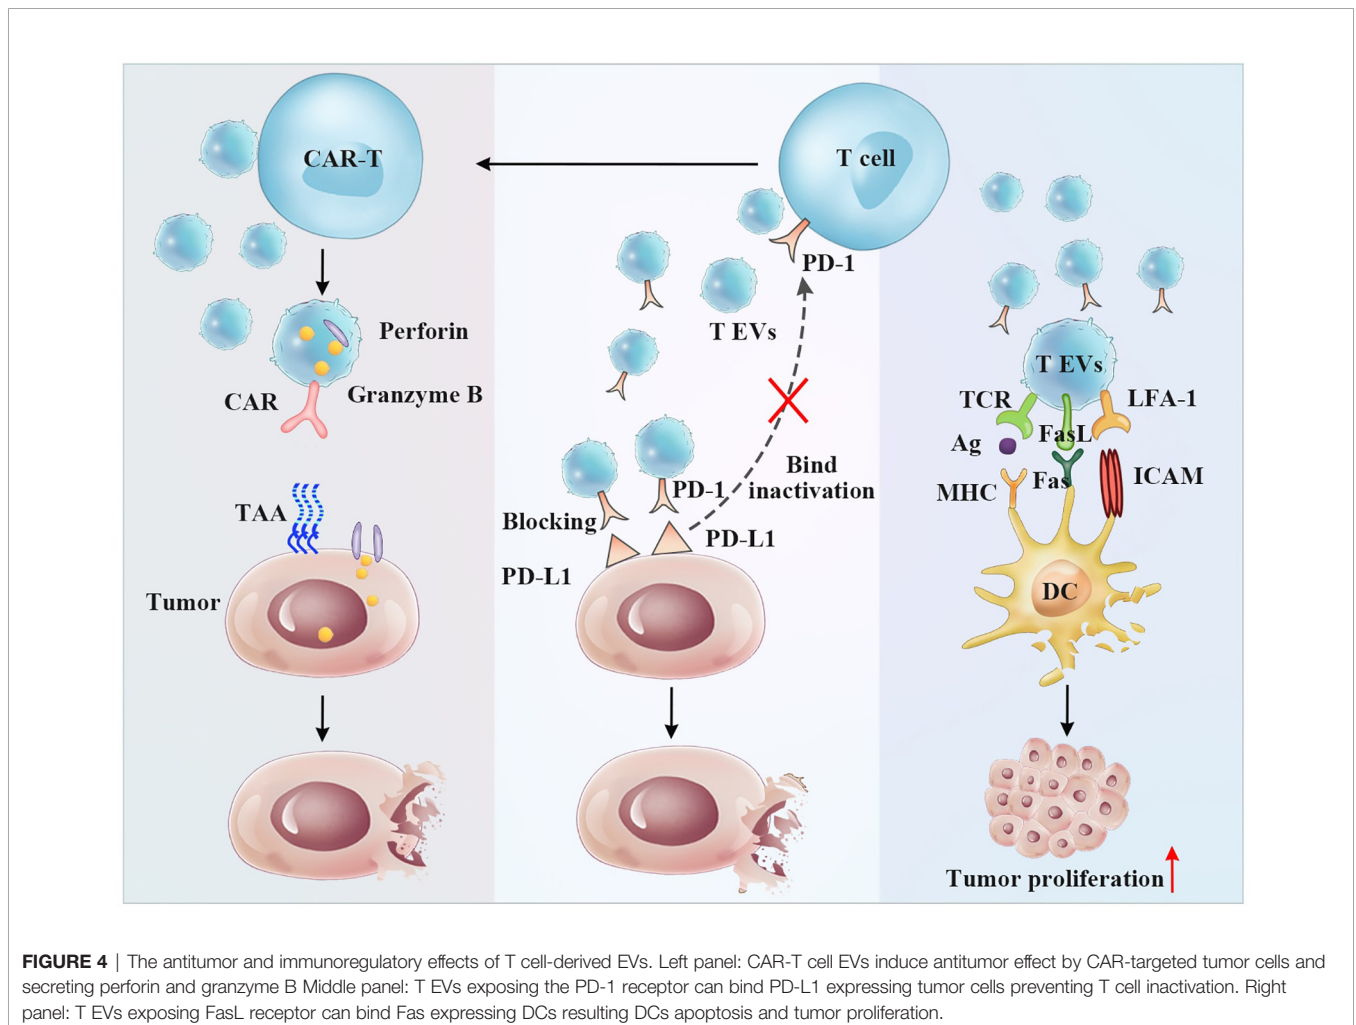 CAR-T
T cell
PD-1
T EVs
Perforin
Granzyme B
CAR
TAA
Tumor
Bind
inactivation
PD-1
Blocking
PD-L1
PD-L1
T EVs
TCR
LFA-1
FasL
Ag
Fas
MHC
ICAM
DC
Tumor proliferation
FIGURE 4 | The antitumor and immunoregulatory effects of T cell-derived EVs. Left panel: CAR-T cell EVs induce antitumor effect by CAR-targeted tumor cells and
secreting perforin and granzyme B Middle panel: T EVs exposing the PD-1 receptor can bind PD-L1 expressing tumor cells preventing T cell inactivation. Right
panel: T EVs exposing FasL receptor can bind Fas expressing DCs resulting DCs apoptosis and tumor proliferation.